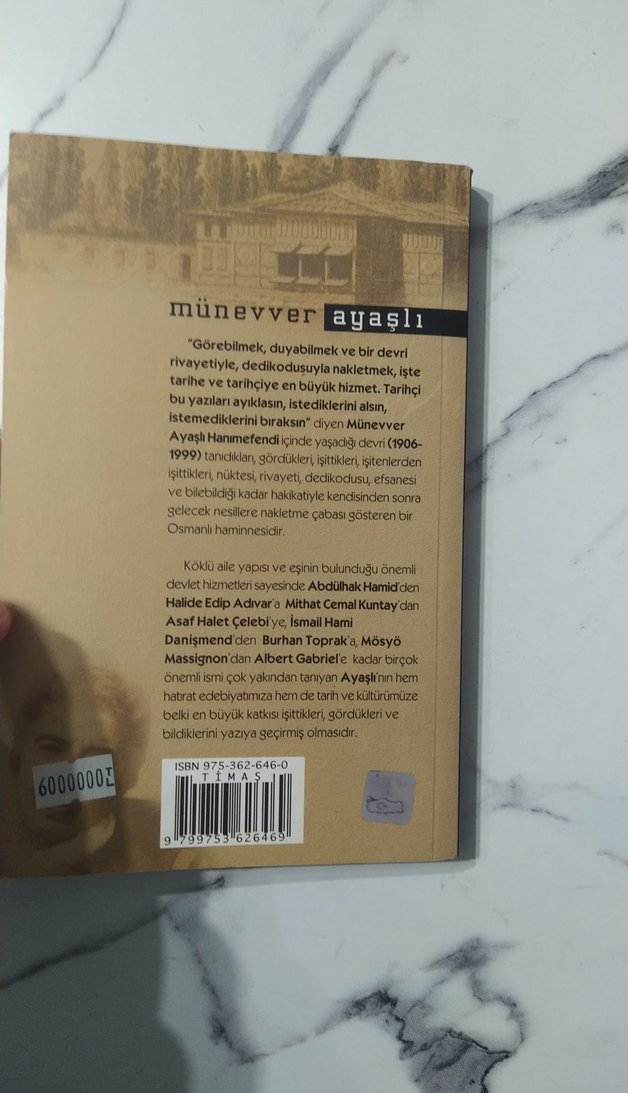 münevver ayaşlı
"Görebilmek, duyabilmek ve bir devri
rivayetiyle, dedikodusuyla nakletmek, işte
tarihe ve tarihçiye en büyük hizmet. Tarihçi
bu yazıları ayıklasın, istediklerini alsın,
istemediklerini bıraksın" diyen Münevver
Ayaşlı Hanımefendi içinde yaşadığı devri (1906-
1999) tanıdıkları, gördükleri, işittikleri, işitenlerden
işittikleri, nüktesi, rivayeti, dedikodusu, efsanesi
ve bilebildiği kadar hakikatiyle kendisinden sonra
gelecek nesillere nakletme çabası gösteren bir
Osmanlı haminnesidir.
Köklü aile yapısı ve eşinin bulunduğu önemli
devlet hizmetleri sayesinde Abdülhak Hamid'den
Halide Edip Adıvar'a Mithat Cemal Kuntay'dan
Asaf Halet Çelebi'ye, İsmail Hami
Danişmend'den Burhan Toprak'a, Mösyö
Massignon'dan Albert Gabriel'e kadar birçok
önemli ismi çok yakından tanıyan Ayaşlı'nın hem
hatırat edebiyatımıza hem de tarih ve kültürümüze
belki en büyük katkısı işittikleri, gördükleri ve
bildiklerini yazıya geçirmiş olmasıdır.
ISBN 975-362-646-0
TİMAŞ
9 799753 626469
6000000